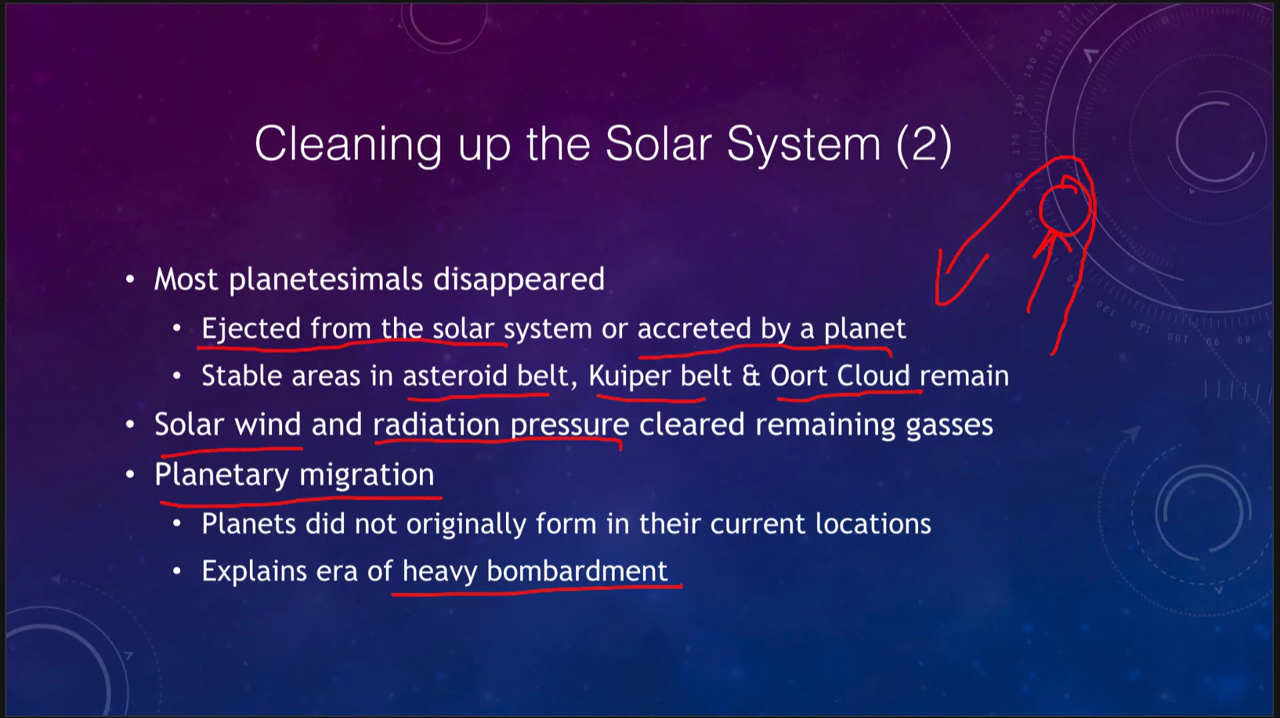 Cleaning up the Solar System (2)
• Most planetesimals disappeared
• Ejected from the solar system or accreted by a planet
• Stable areas in asteroid belt, Kuiper belt & Oort Cloud remain
• Solar wind and radiation pressure cleared remaining gasses
• Planetary migration
• Planets did not originally form in their current locations
• Explains era of heavy bombardment